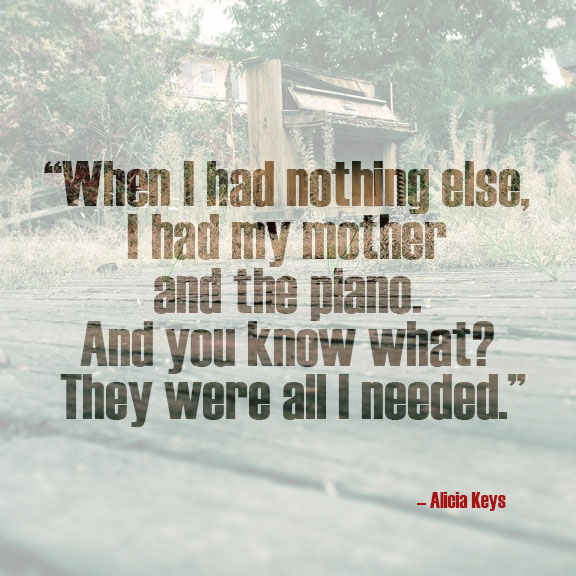 “When I had nothing else,
I had my mother
and the piano.
And you know what?
They were all I needed.”
– Alicia Keys